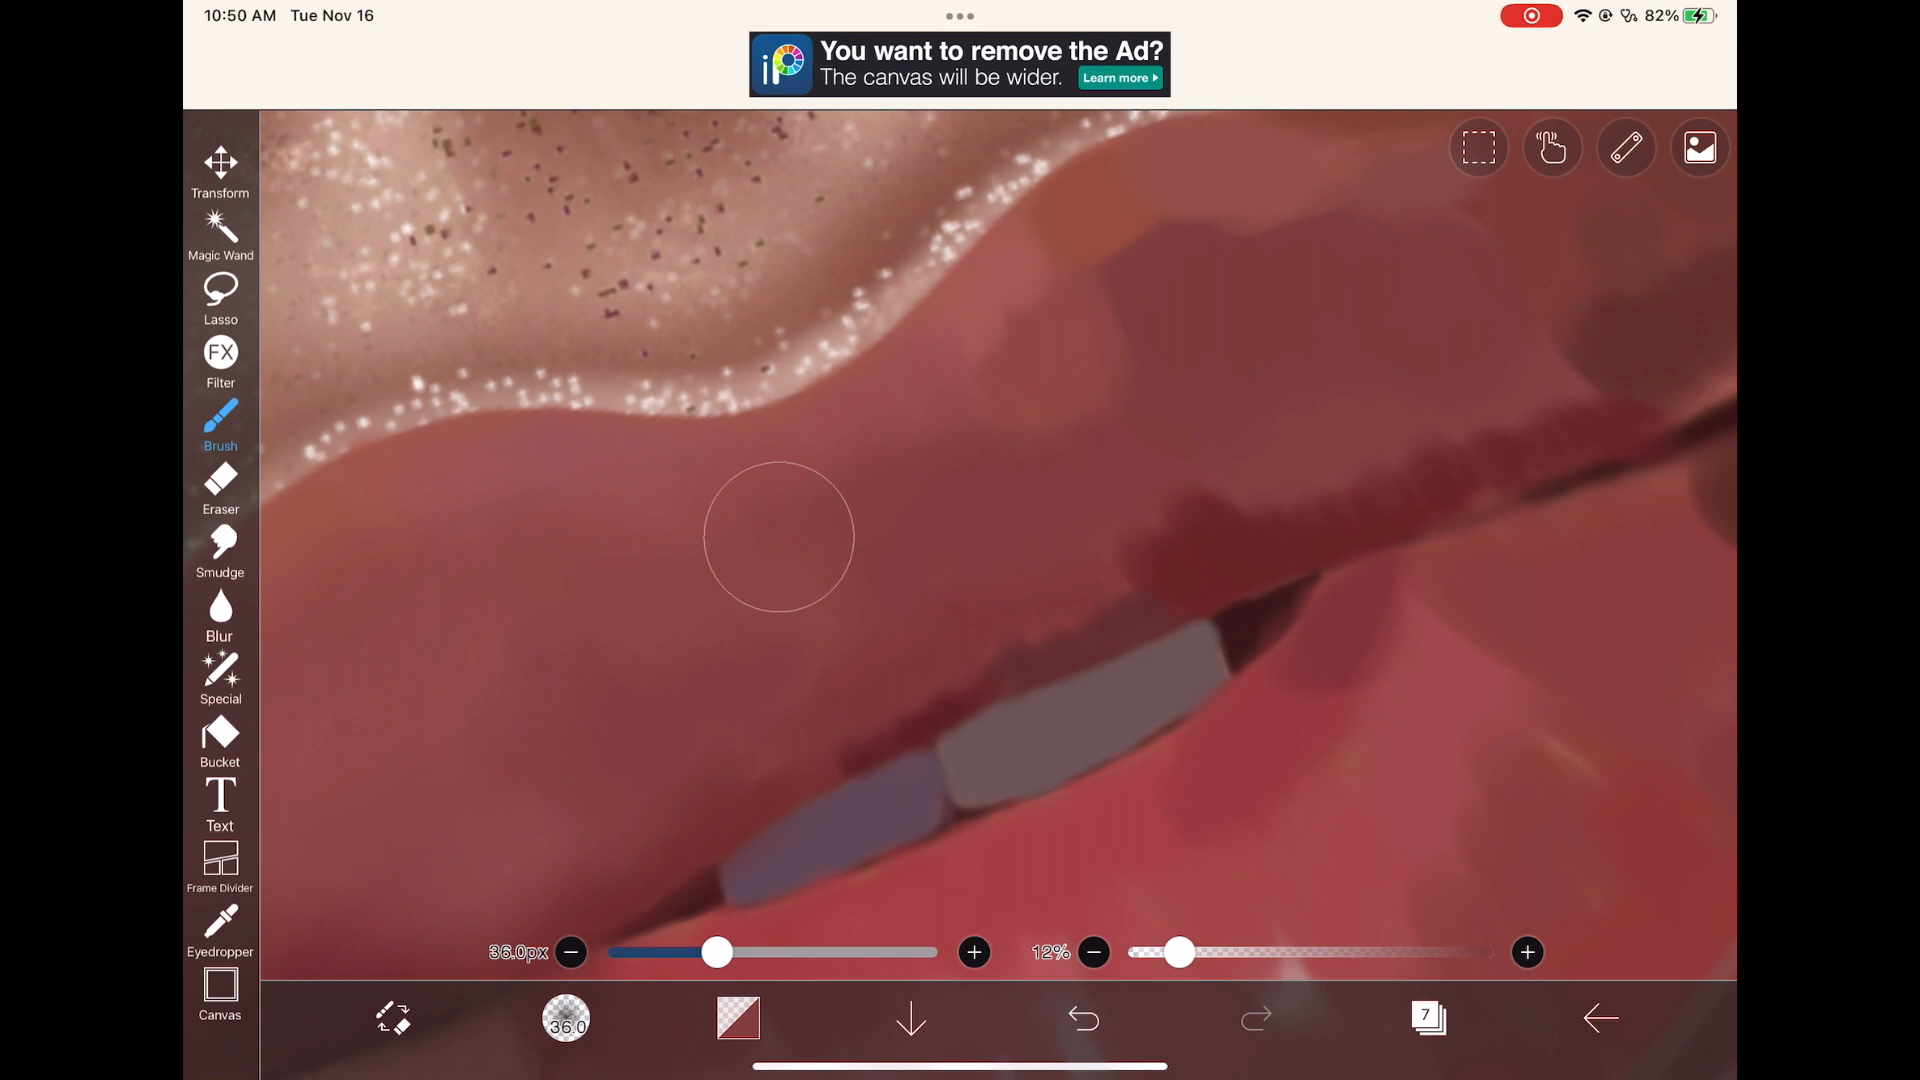 10:50 AM Tue Nov 16
82%
iP
You want to remove the Ad?
The canvas will be wider.
Learn more
Transform
Magic Wand
Lasso
FX
Filter
Brush
Eraser
Smudge
Blur
Special
Bucket
T
Text
Frame Divider
Eyedropper
Canvas
36.0px
12%
36.0
7